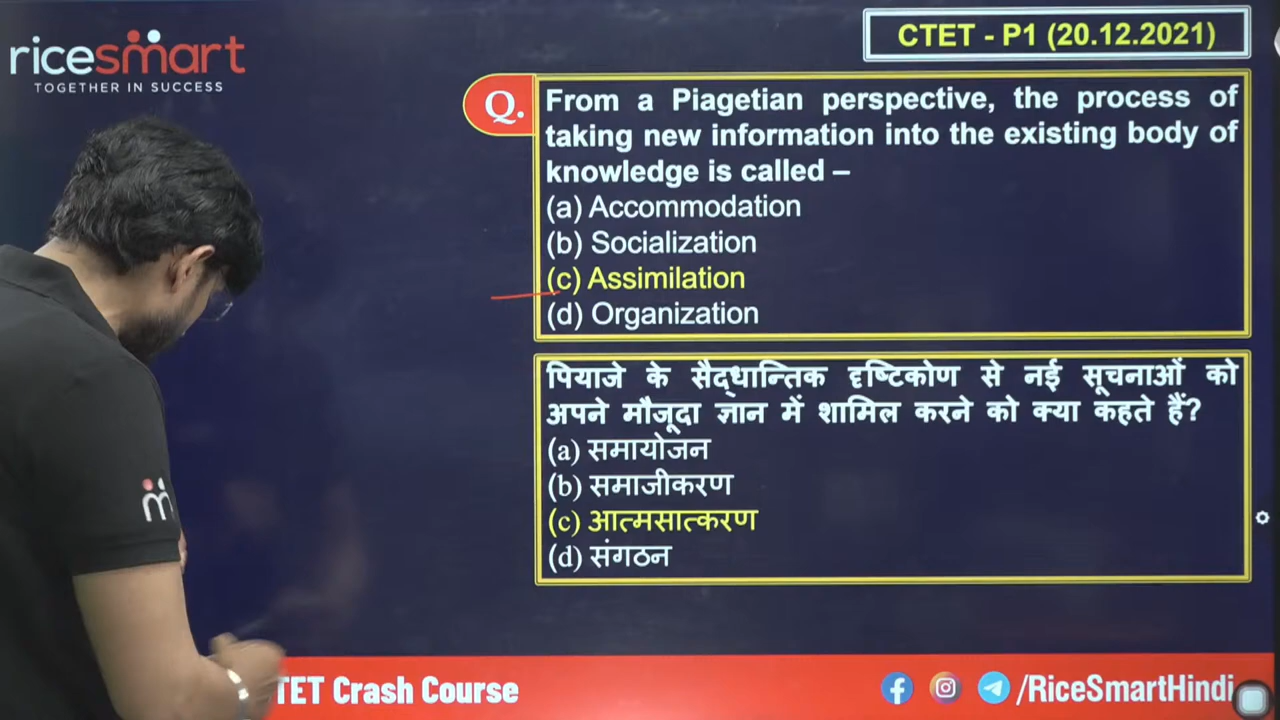 ricesmart
TOGETHER IN SUCCESS
CTET - P1 (20.12.2021)
Q.
From a Piagetian perspective, the process of
taking new information into the existing body of
knowledge is called –
(a) Accommodation
(b) Socialization
(c) Assimilation
(d) Organization
पियाजे के सैद्धान्तिक दृष्टिकोण से नई सूचनाओं को
अपने मौजूदा ज्ञान में शामिल करने को क्या कहते हैं?
(a) समायोजन
(b) समाजीकरण
(c) आत्मसात्करण
(d) संगठन
TET Crash Course
/RiceSmartHindi